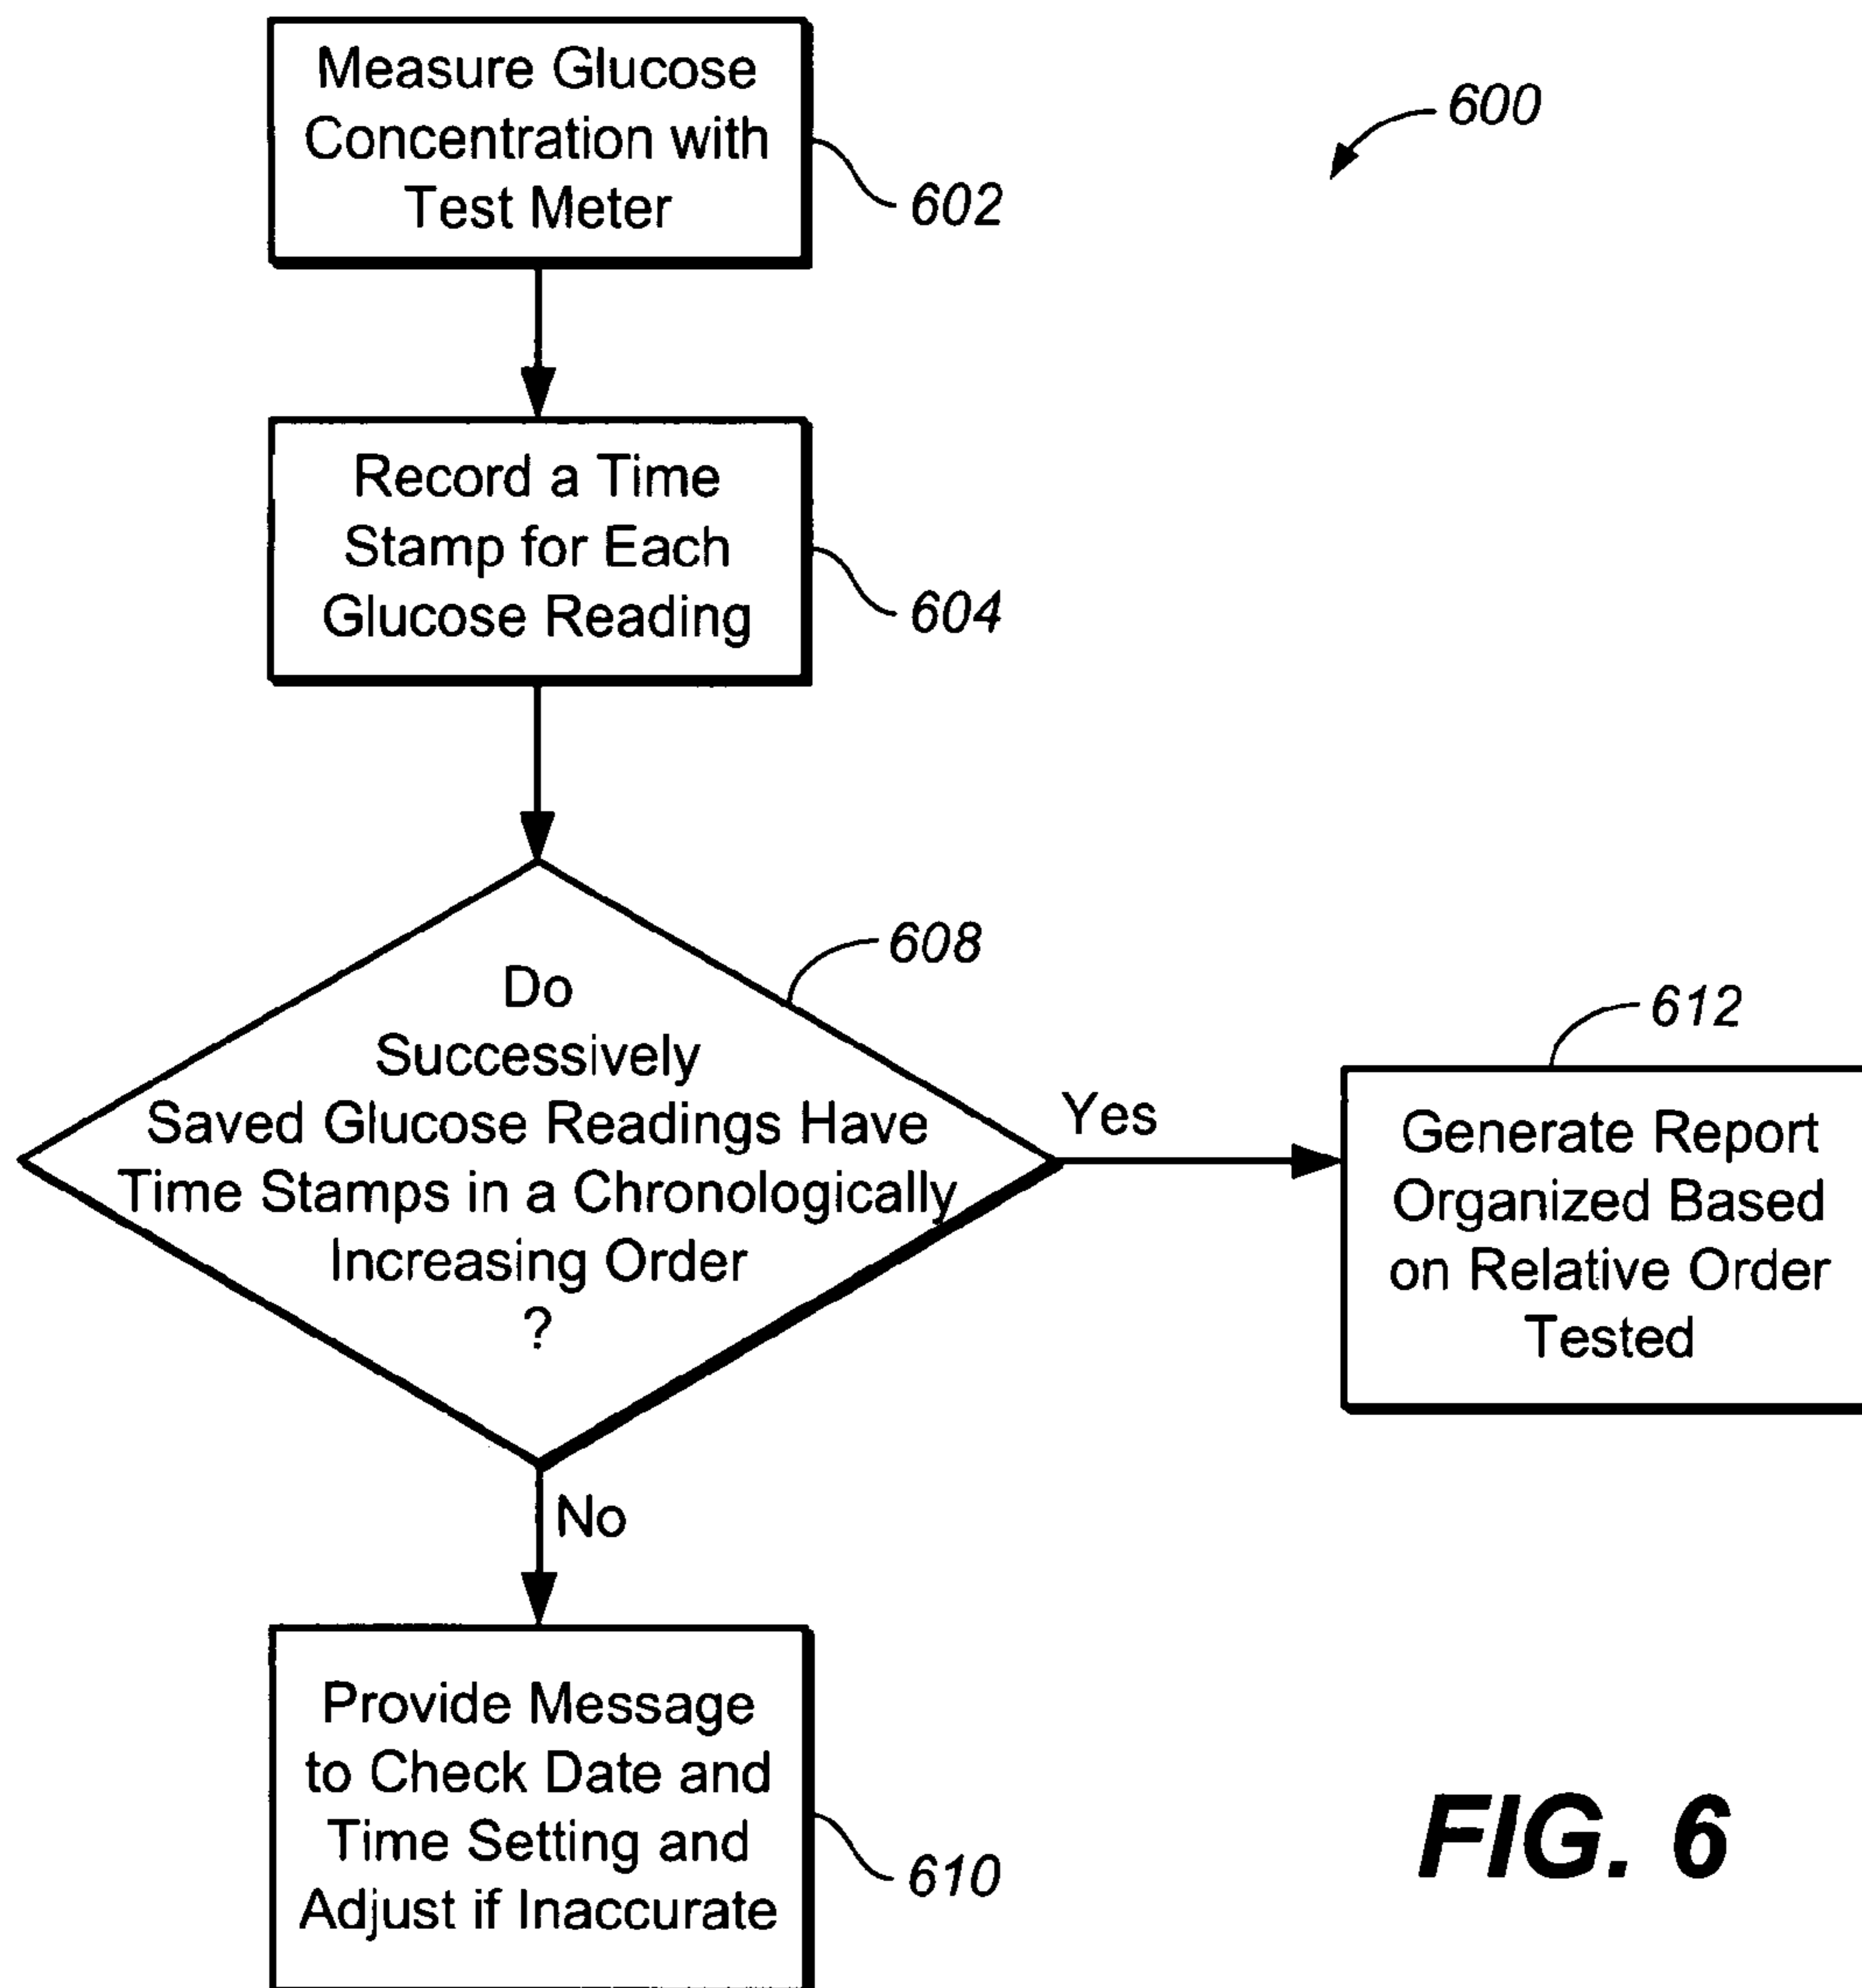 Measure Glucose
Concentration with
Test Meter
602
600
Record a Time
Stamp for Each
Glucose Reading
604
Do
Successively
Saved Glucose Readings Have
Time Stamps in a Chronologically
Increasing Order
?
608
Yes
612
Generate Report
Organized Based
on Relative Order
Tested
No
Provide Message
to Check Date and
Time Setting and
Adjust if Inaccurate
610
FIG. 6